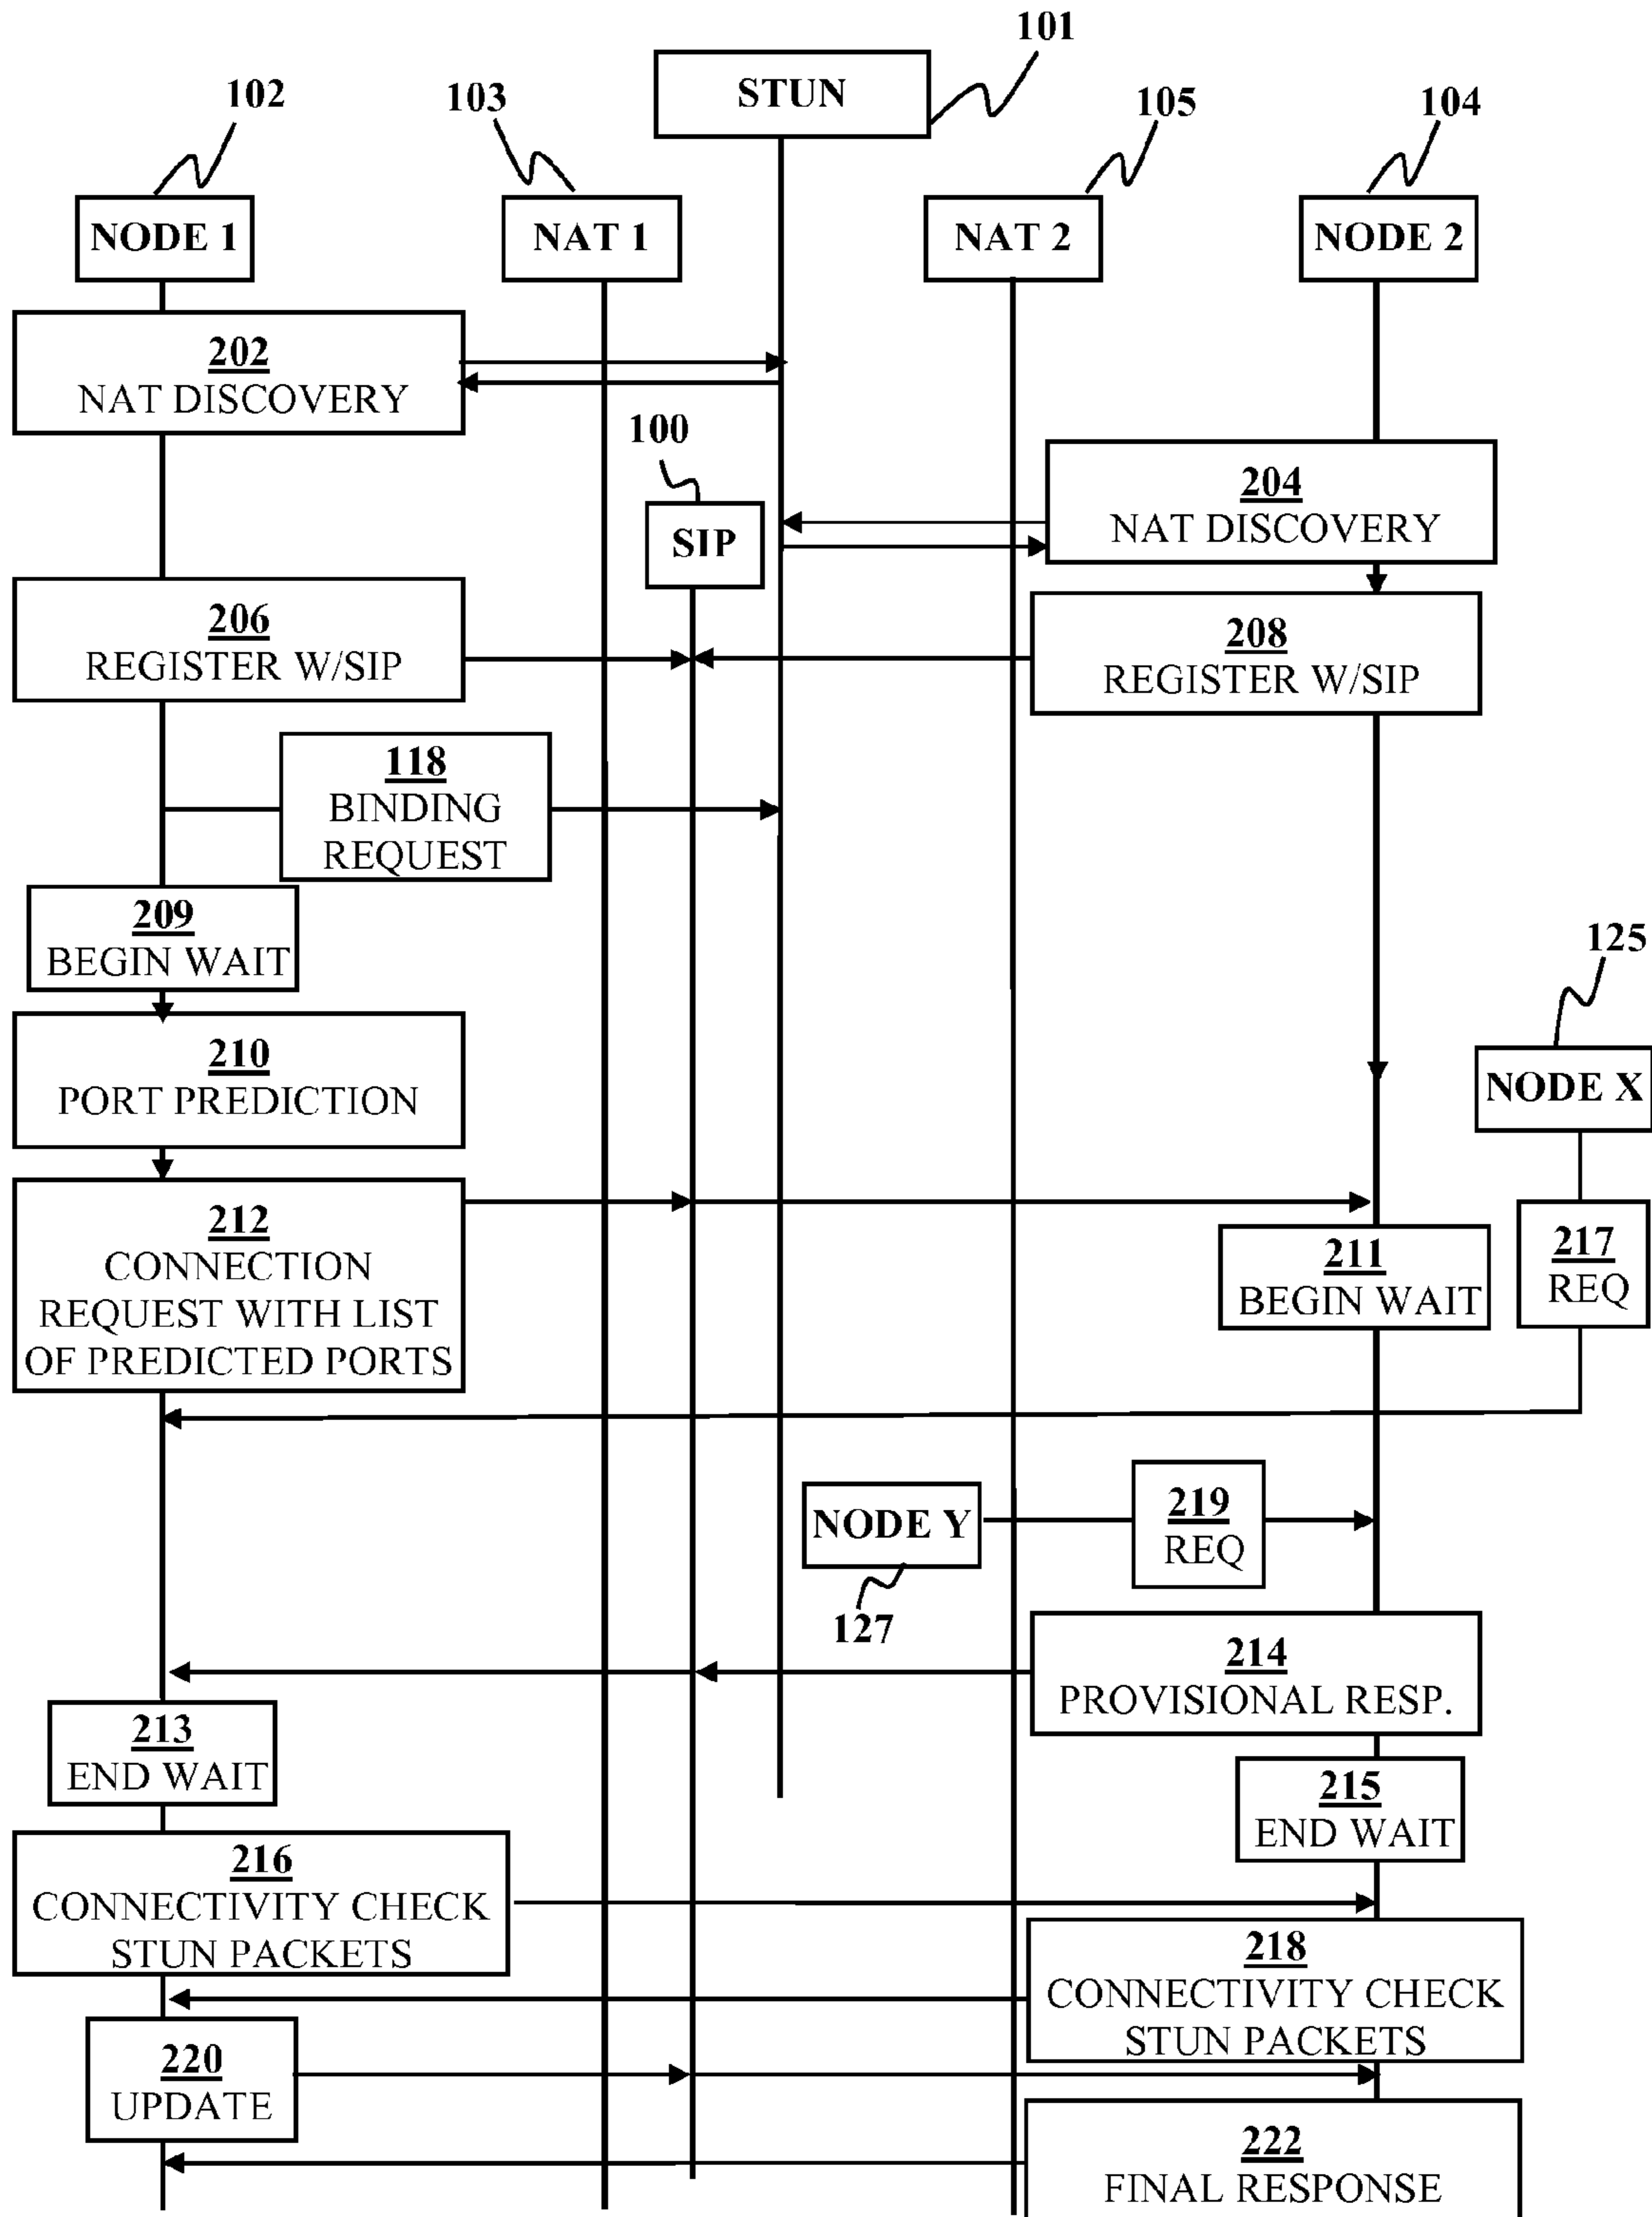 101
STUN
102
103
105
104
NODE 1
NAT 1
NAT 2
NODE 2
202
NAT DISCOVERY
100
SIP
204
NAT DISCOVERY
206
REGISTER W/SIP
208
REGISTER W/SIP
118
BINDING
REQUEST
209
BEGIN WAIT
125
NODE X
210
PORT PREDICTION
212
CONNECTION
REQUEST WITH LIST
OF PREDICTED PORTS
211
BEGIN WAIT
217
REQ
NODE Y
127
219
REQ
214
PROVISIONAL RESP.
213
END WAIT
215
END WAIT
216
CONNECTIVITY CHECK
STUN PACKETS
218
CONNECTIVITY CHECK
STUN PACKETS
220
UPDATE
222
FINAL RESPONSE